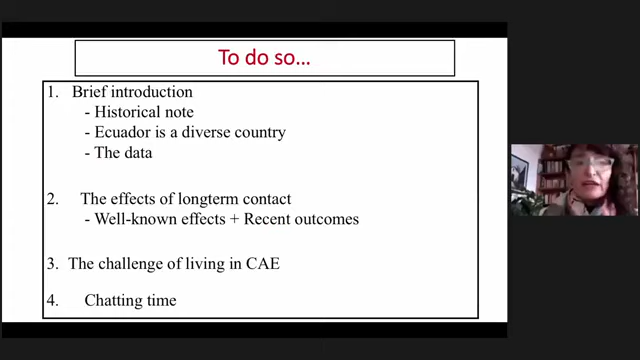 To do so...
1. Brief introduction
- Historical note
- Ecuador is a diverse country
- The data
2. The effects of longterm contact
- Well-known effects + Recent outcomes
3. The challenge of living in CAE
4. Chatting time